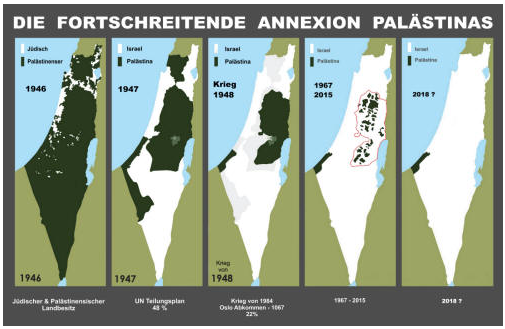 DIE FORTSCHREITENDE ANNEXION PALÄSTINAS
Jüdisch
Palästinenser
1946
1946
Jüdischer & Palästinensischer
Landbesitz
Israel
Palästina
1947
1947
UN Teilungsplan
48 %
Israel
Palästina
Krieg
1948
Krieg
von
1948
Krieg von 1984
Oslo Abkommen - 1067
22%
Israel
Palästina
1967
2015
1967 - 2015
Israel
Palästina
2018 ?
2018 ?